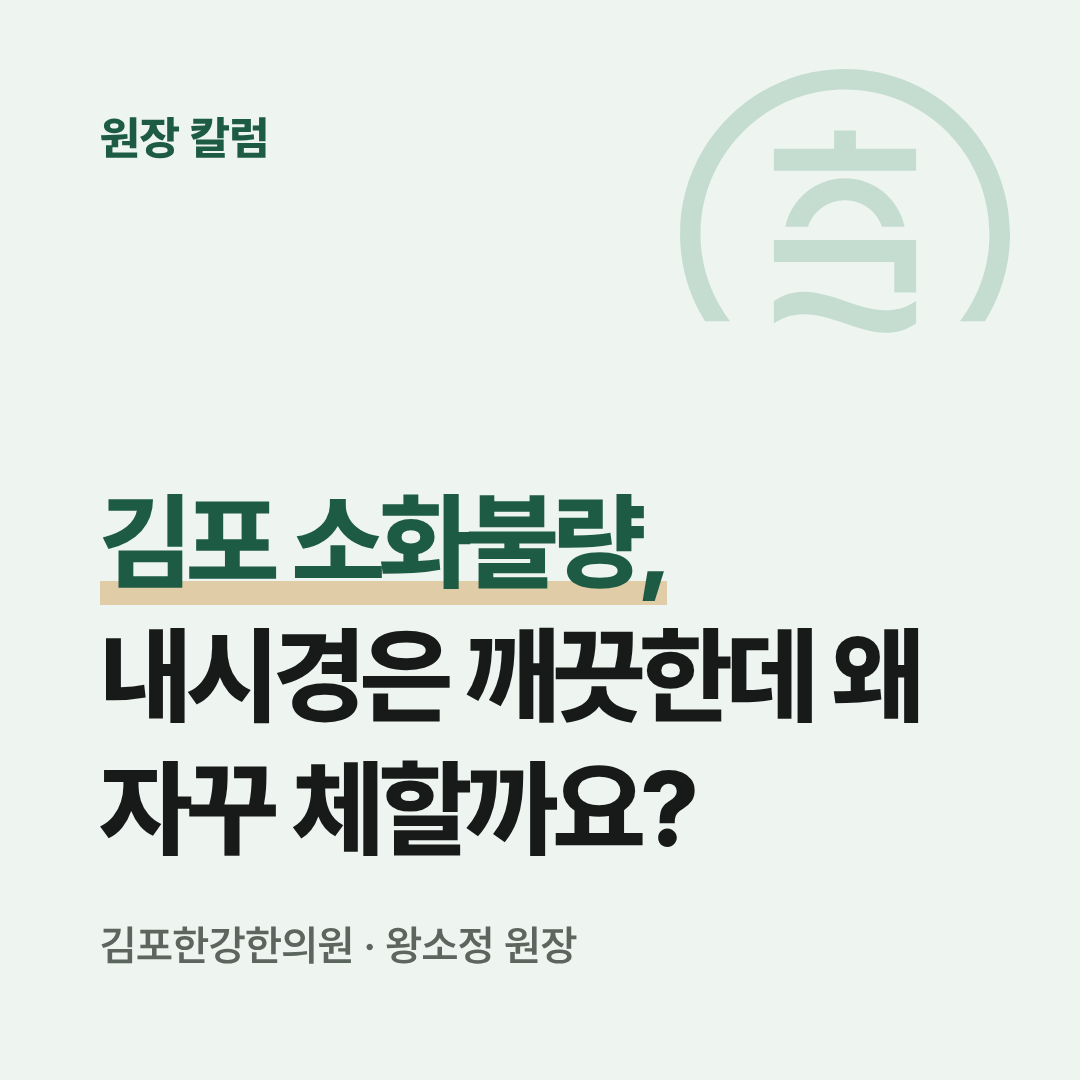 원장 칼럼
김포 소화불량,
내시경은 깨끗한데 왜
자꾸 체할까요?
김포한강한의원 · 왕소정 원장